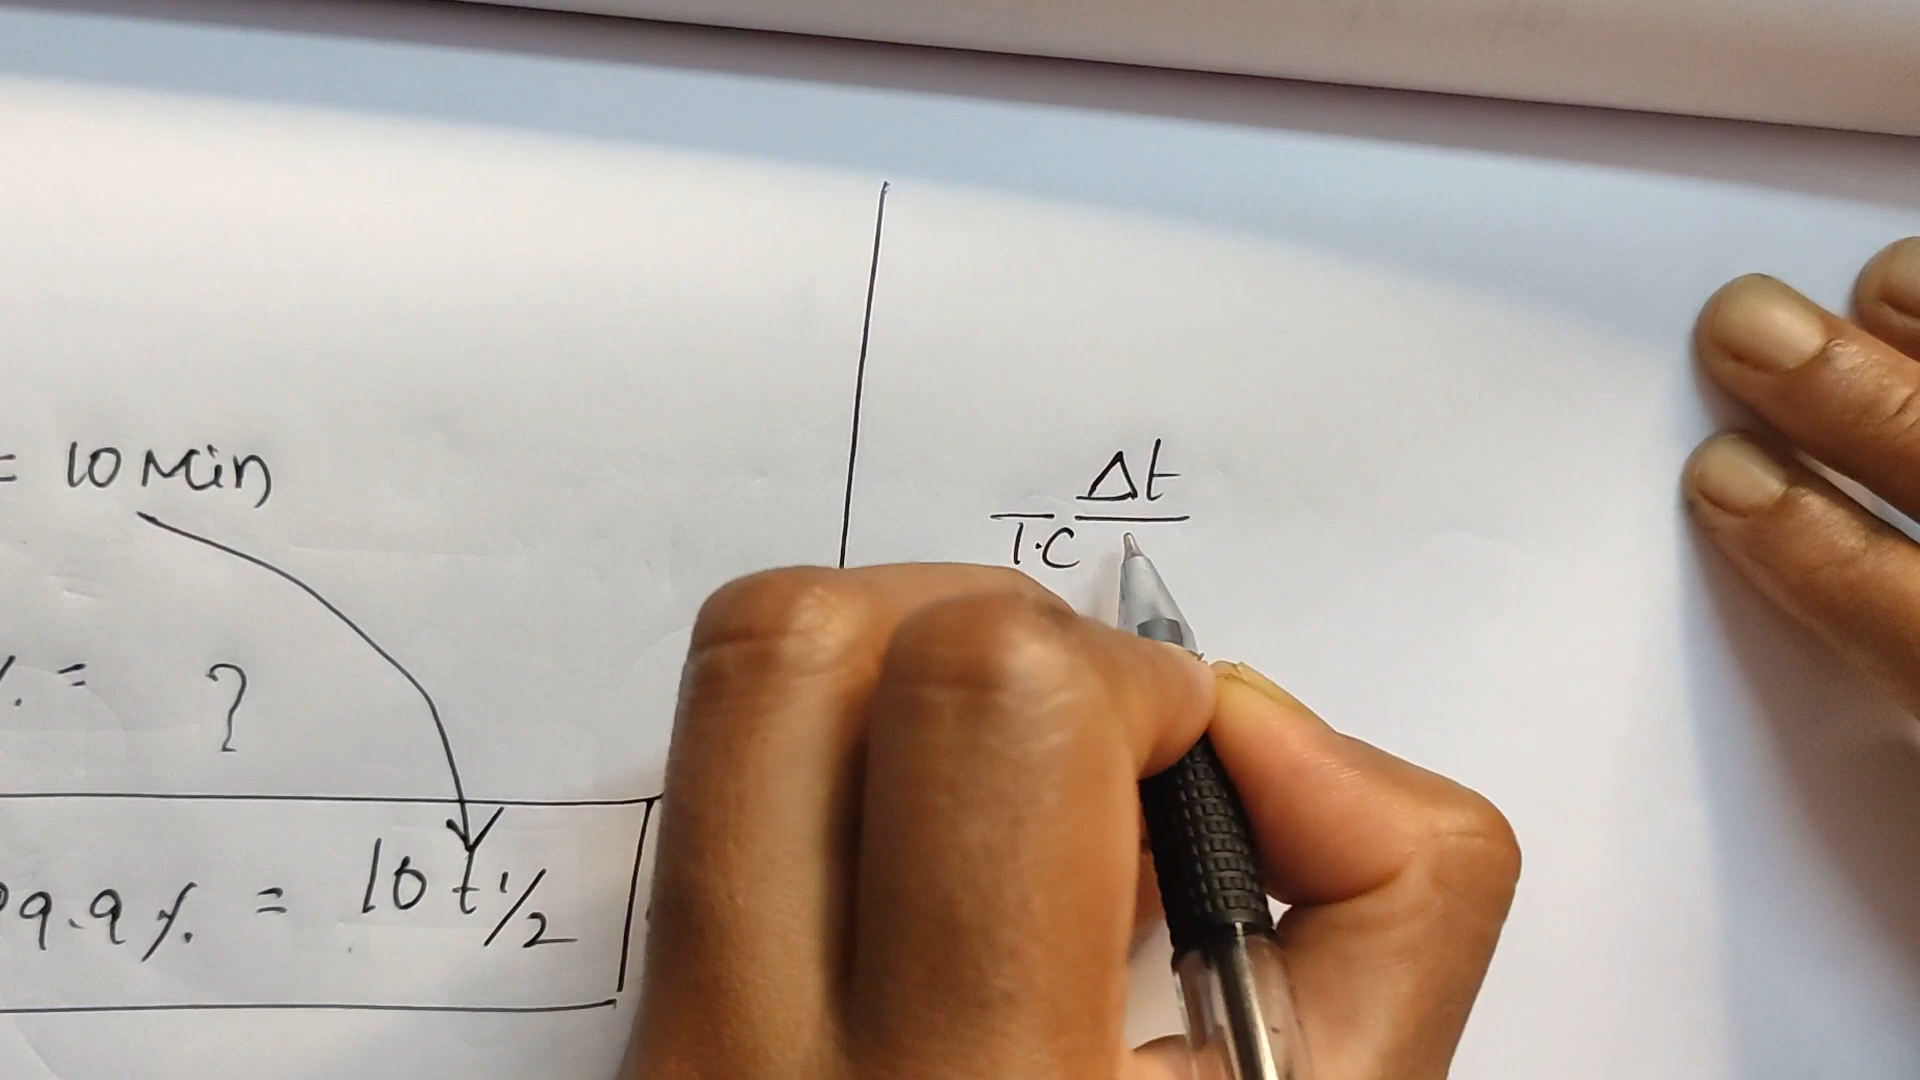 = 10 Min
Δt
T.C
%. = ?
99.9%. = 10 t1/2